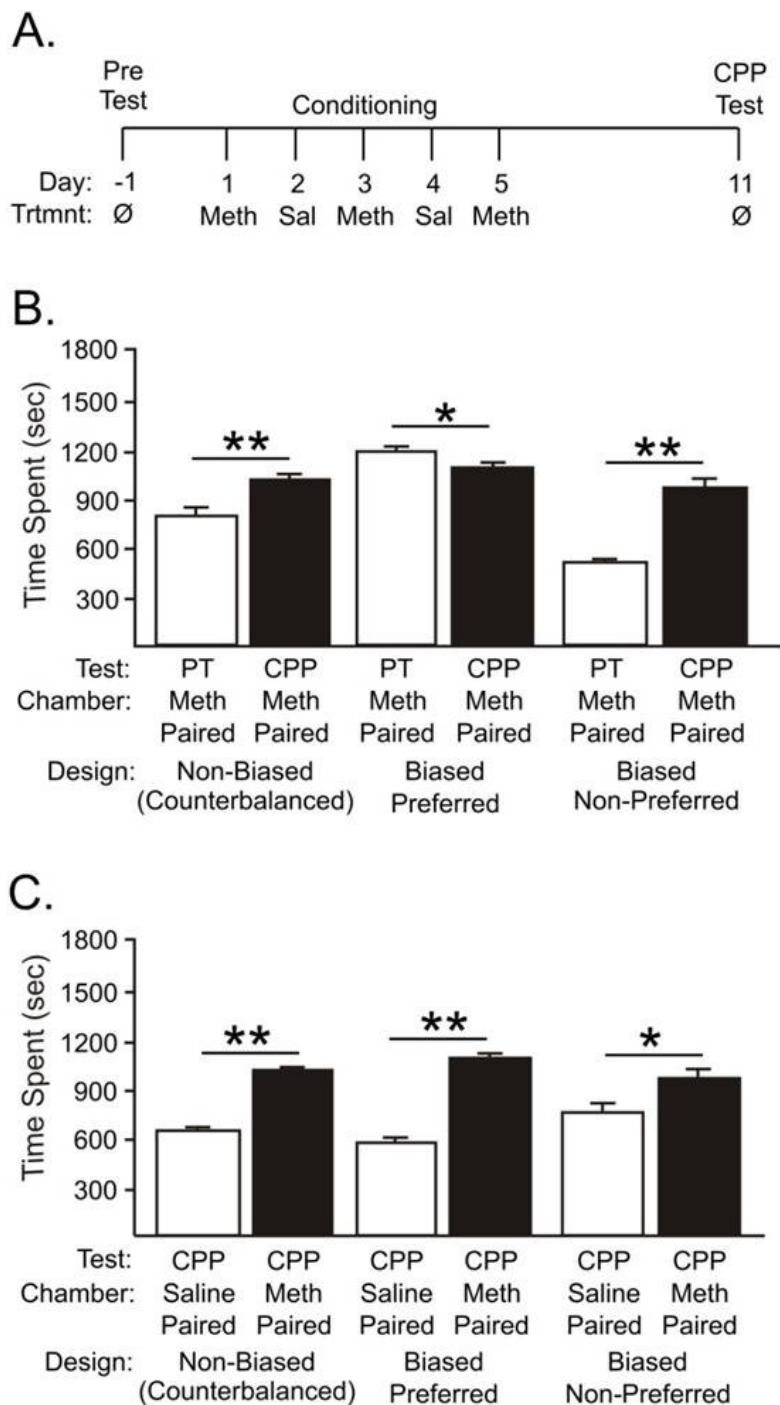 A.
Pre
Test
Conditioning
CPP
Test
Day: -1 1 2 3 4 5 11
Trtmnt: Ø Meth Sal Meth Sal Meth Ø
B.
Time Spent (sec)
1800
1500
1200
900
600
300
** * **
Test: PT CPP PT CPP PT CPP
Chamber: Meth Meth Meth Meth Meth Meth
Paired Paired Paired Paired Paired Paired
Design: Non-Biased Biased Biased
(Counterbalanced) Preferred Non-Preferred
C.
Time Spent (sec)
1800
1500
1200
900
600
300
** ** *
Test: CPP CPP CPP CPP CPP CPP
Chamber: Saline Meth Saline Meth Saline Meth
Paired Paired Paired Paired Paired Paired
Design: Non-Biased Biased Biased
(Counterbalanced) Preferred Non-Preferred